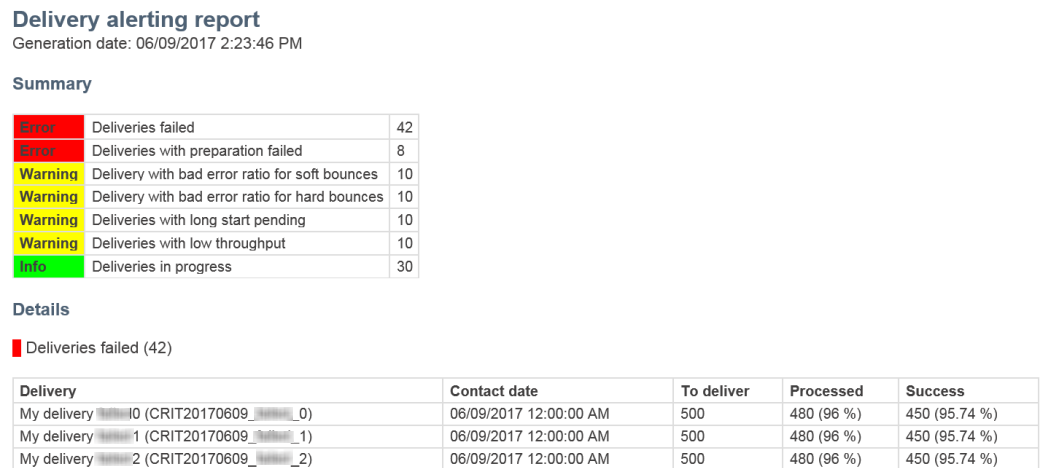 Delivery alerting report
Generation date: 06/09/2017 2:23:46 PM
Summary
Error Deliveries failed 42
Error Deliveries with preparation failed 8
Warning Delivery with bad error ratio for soft bounces 10
Warning Delivery with bad error ratio for hard bounces 10
Warning Deliveries with long start pending 10
Warning Deliveries with low throughput 10
Info Deliveries in progress 30
Details
Deliveries failed (42)
Delivery Contact date To deliver Processed Success
My delivery 0 (CRIT20170609_ _0) 06/09/2017 12:00:00 AM 500 480 (96 %) 450 (95.74 %)
My delivery 1 (CRIT20170609_ _1) 06/09/2017 12:00:00 AM 500 480 (96 %) 450 (95.74 %)
My delivery 2 (CRIT20170609_ _2) 06/09/2017 12:00:00 AM 500 480 (96 %) 450 (95.74 %)